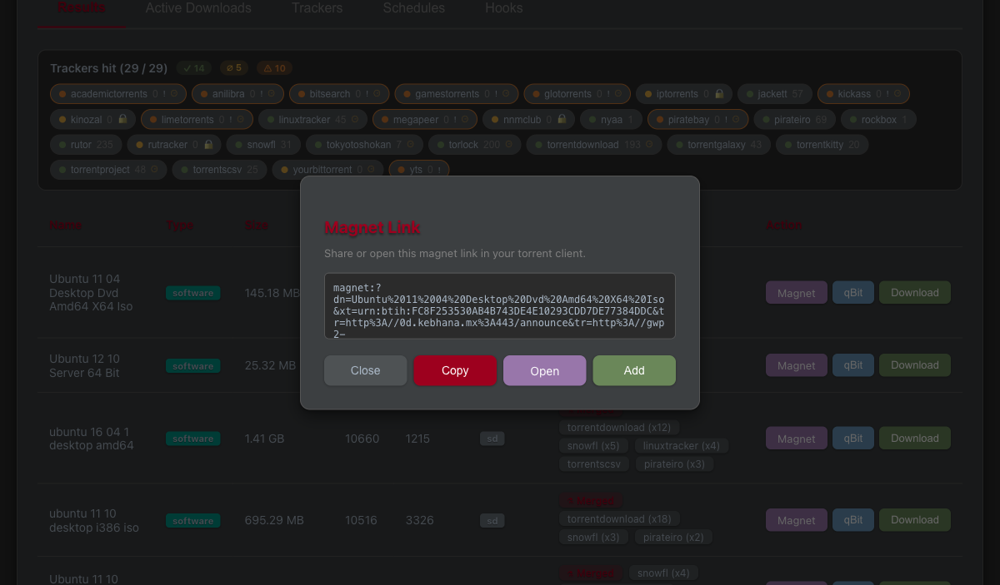 Results Active Downloads Trackers Schedules Hooks
Trackers hit (29 / 29) ✓ 14 ⊘ 5 ⚠ 10
academictorrents 0 ! anilibra 0 ! bitsearch 0 ! gamestorrents 0 ! glotorrents 0 ! iptorrents 0 jackett 57 kickass 0 !
kinozal 0 limetorrents 0 ! linuxtracker 45 megapeer 0 ! nnmclub 0 nyaa 1 piratebay 0 ! pirateiro 69 rockbox 1
rutor 235 rutracker 0 snowfl 31 tokyotoshokan 7 torlock 200 torrentdownload 193 torrentgalaxy 43 torrentkitty 20
torrentproject 48 torrentscsv 25 yourbittorrent 0 yts 0 !
Name Type Size Action
Magnet Link
Share or open this magnet link in your torrent client.
magnet:?
dn=Ubuntu%2011%2004%20Desktop%20Dvd%20Amd64%20X64%20Iso
&xt=urn:btih:FC8F253530AB4B743DE4E10293CDD7DE77384DDC&t
r=http%3A//0d.kebhana.mx%3A443/announce&tr=http%3A//gwp
2-
Close Copy Open Add
Ubuntu 11 04
Desktop Dvd
Amd64 X64 Iso
software 145.18 MB Magnet qBit Download
Ubuntu 12 10
Server 64 Bit
software 25.32 MB Magnet qBit Download
ubuntu 16 04 1
desktop amd64
software 1.41 GB 10660 1215 sd
torrentdownload (x12)
snowfl (x5) linuxtracker (x4)
torrentscsv pirateiro (x3)
Magnet qBit Download
ubuntu 11 10
desktop i386 iso
software 695.29 MB 10516 3326 sd
Merged
torrentdownload (x18)
snowfl (x3) pirateiro (x2)
Magnet qBit Download
Ubuntu 11 10
Merged snowfl (x4)